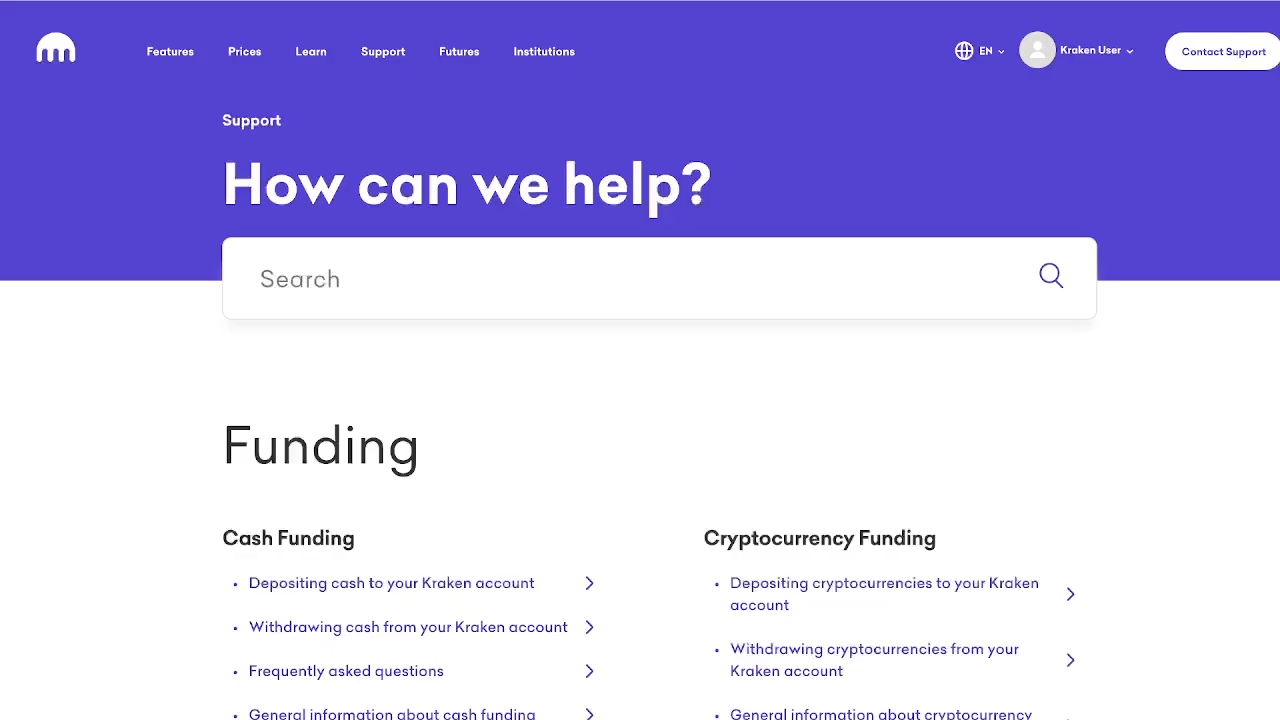 Features Prices Learn Support Futures Institutions EN Kraken User Contact Support
Support
How can we help?
Search
Funding
Cash Funding
• Depositing cash to your Kraken account
• Withdrawing cash from your Kraken account
• Frequently asked questions
• General information about cash funding
Cryptocurrency Funding
• Depositing cryptocurrencies to your Kraken
account
• Withdrawing cryptocurrencies from your
Kraken account
• General information about cryptocurrency